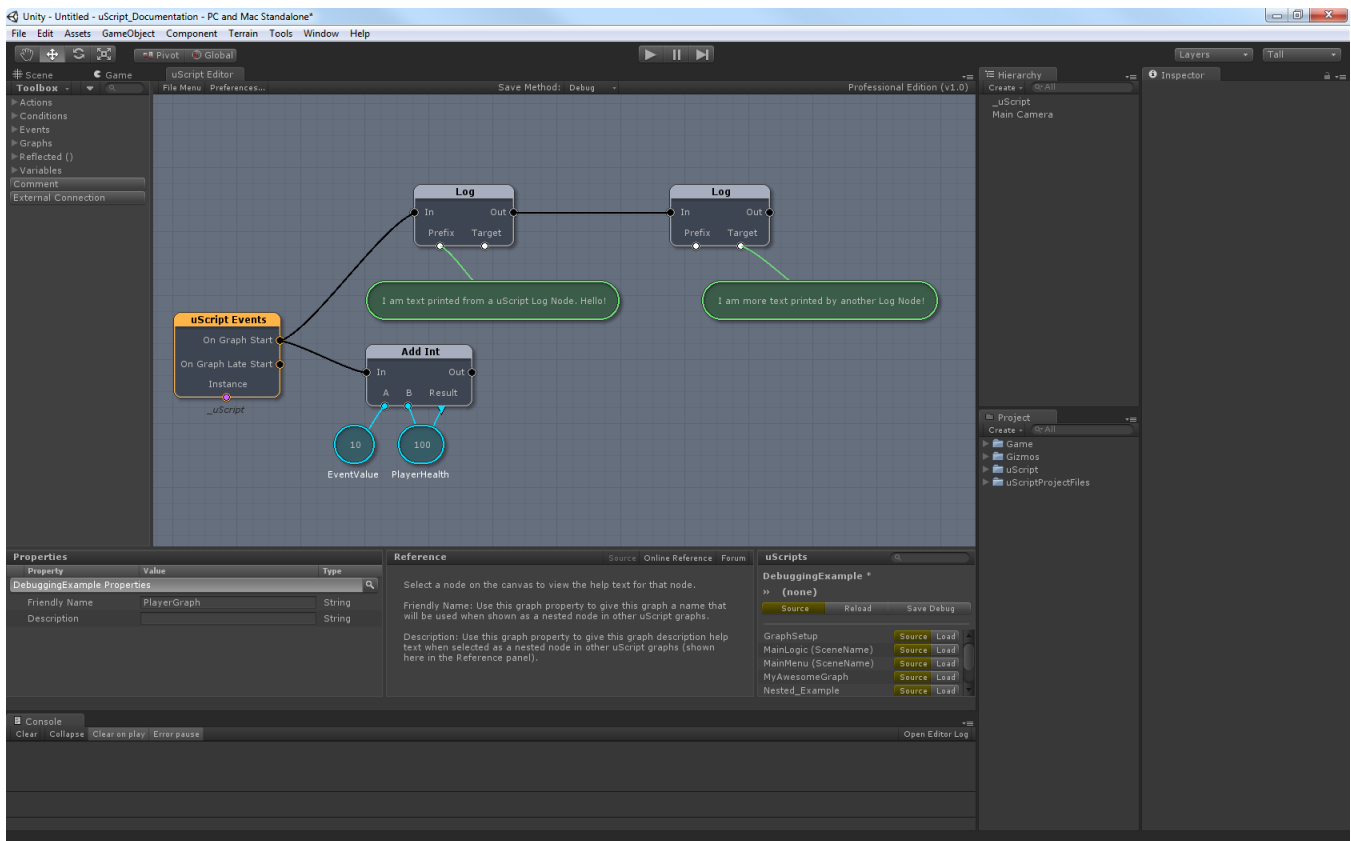 Unity - Untitled - uScript_Documentation - PC and Mac Standalone*
File Edit Assets GameObject Component Terrain Tools Window Help
Pivot Global
Layers Tall
Scene Game uScript Editor
Toolbox
File Menu Preferences...
Save Method: Debug
Professional Edition (v1.0)
Actions
Conditions
Events
Graphs
Reflected ()
Variables
Comment
External Connection
Log
In Out
Prefix Target
I am text printed from a uScript Log Node. Hello!
Log
In Out
Prefix Target
I am more text printed by another Log Node!
uScript Events
On Graph Start
On Graph Late Start
Instance
_uScript
Add Int
In Out
A B Result
10
EventValue
100
PlayerHealth
Hierarchy
Create All
_uScript
Main Camera
Inspector
Project
Create All
Game
Gizmos
uScript
uScriptProjectFiles
Properties
Property Value Type
DebuggingExample Properties
Friendly Name PlayerGraph String
Description String
Reference
Source Online Reference Forum
Select a node on the canvas to view the help text for that node.
Friendly Name: Use this graph property to give this graph a name that
will be used when shown as a nested node in other uScript graphs.
Description: Use this graph property to give this graph description help
text when selected as a nested node in other uScript graphs (shown
here in the Reference panel).
uScripts
DebuggingExample *
(none)
Source Reload Save Debug
GraphSetup Source Load
MainLogic (SceneName) Source Load
MainMenu (SceneName) Source Load
MyAwesomeGraph Source Load
Nested_Example Source Load
Console
Clear Collapse Clear on play Error pause
Open Editor Log